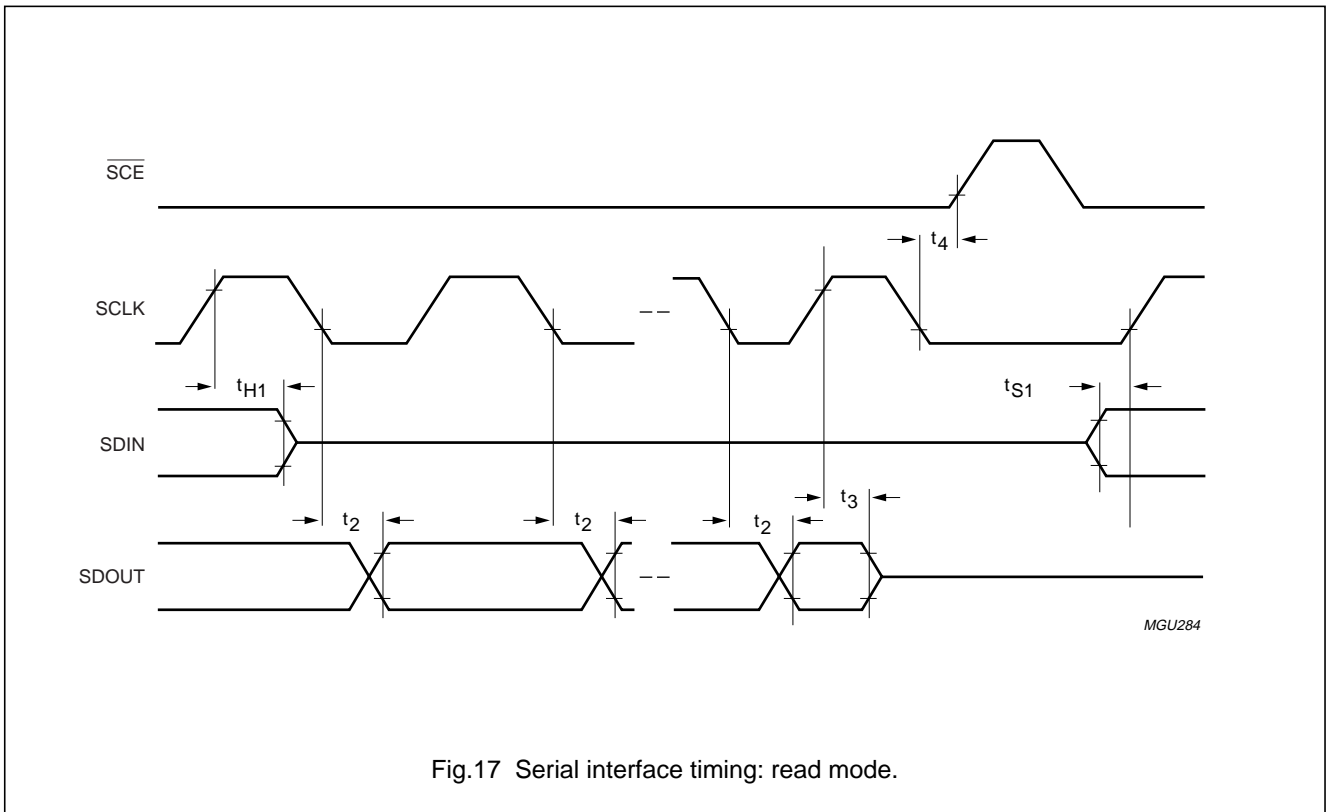 SCE
t4
SCLK
tH1
tS1
SDIN
t2
t2
t2
t3
SDOUT
MGU284
Fig.17 Serial interface timing: read mode.